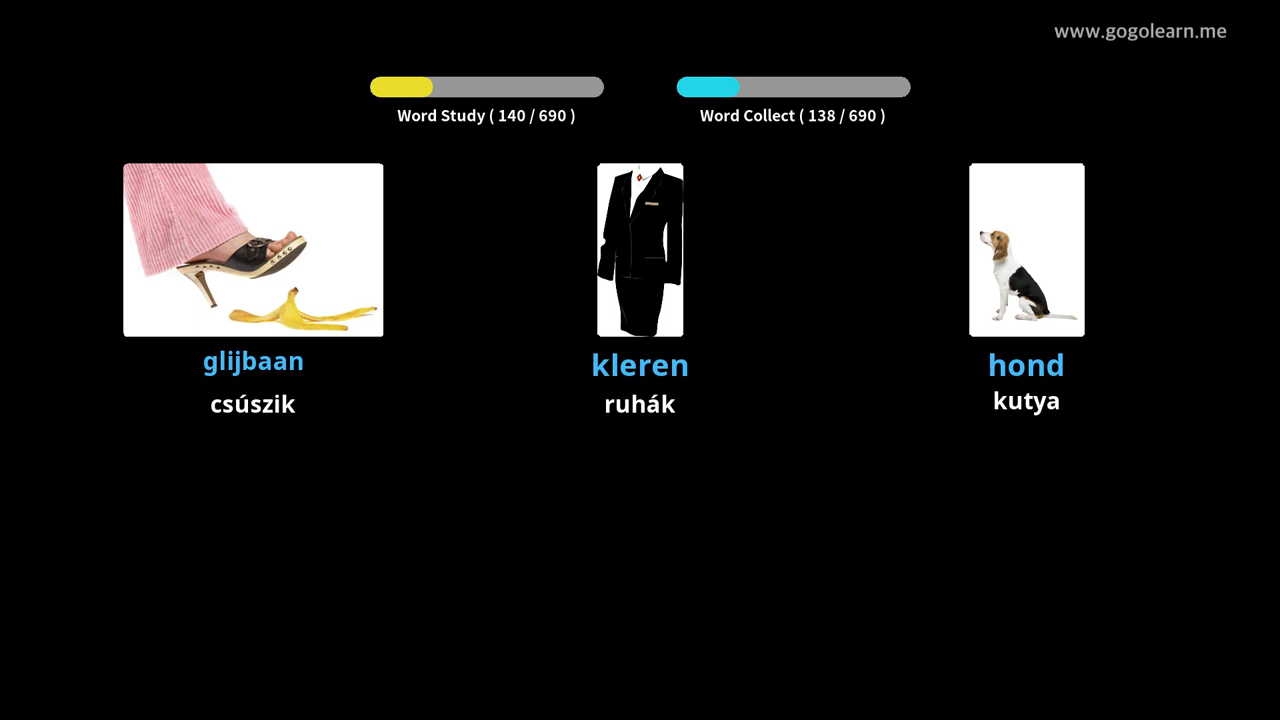 www.gogolearn.me
Word Study ( 140 / 690 )
Word Collect ( 138 / 690 )
glijbaan
kleren
hond
csúszik
ruhák
kutya